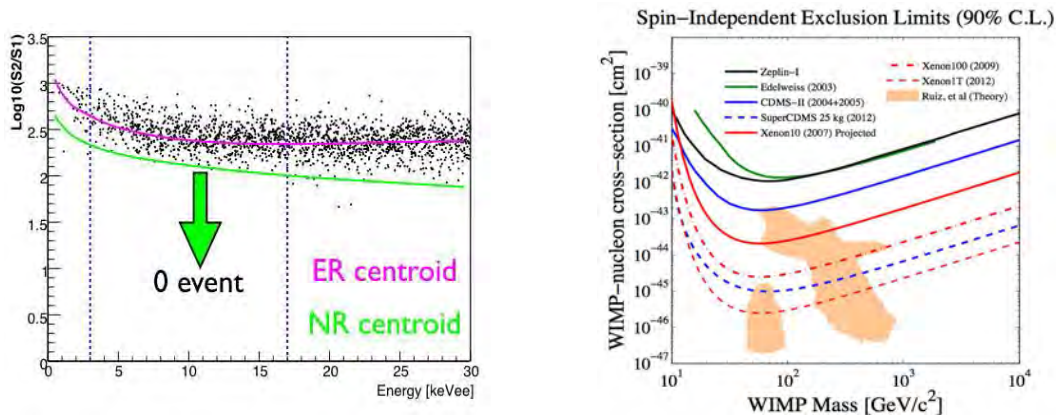 Log10(S2/S1)
3.5
3
2.5
2
1.5
1
0.5
0
0 event
ER centroid
NR centroid
0 5 10 15 20 25 30
Energy [keVee]
Spin-Independent Exclusion Limits (90% C.L.)
WIMP-nucleon cross-section [cm²]
10⁻³⁹
10⁻⁴⁰
10⁻⁴¹
10⁻⁴²
10⁻⁴³
10⁻⁴⁴
10⁻⁴⁵
10⁻⁴⁶
10⁻⁴⁷
Zeplin-I
Edelweiss (2003)
CDMS-II (2004+2005)
SuperCDMS 25 kg (2012)
Xenon10 (2007) Projected
Xenon100 (2009)
Xenon1T (2012)
Ruiz, et al (Theory)
10¹ 10² 10³ 10⁴
WIMP Mass [GeV/c²]